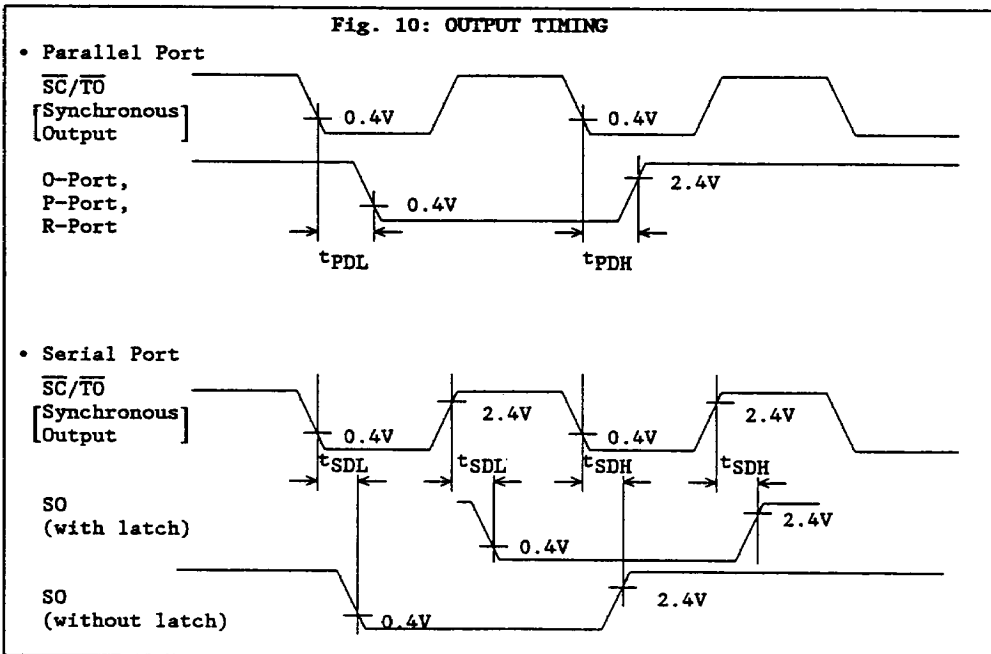 Fig. 10: OUTPUT TIMING
• Parallel Port
SC/TO
[Synchronous
Output]
0.4V 0.4V
O-Port,
P-Port,
R-Port
0.4V 2.4V
tPDL tPDH
• Serial Port
SC/TO
[Synchronous
Output]
0.4V 2.4V 0.4V 2.4V
tSDL tSDL tSDH tSDH
SO
(with latch)
0.4V 2.4V
SO
(without latch)
0.4V 2.4V